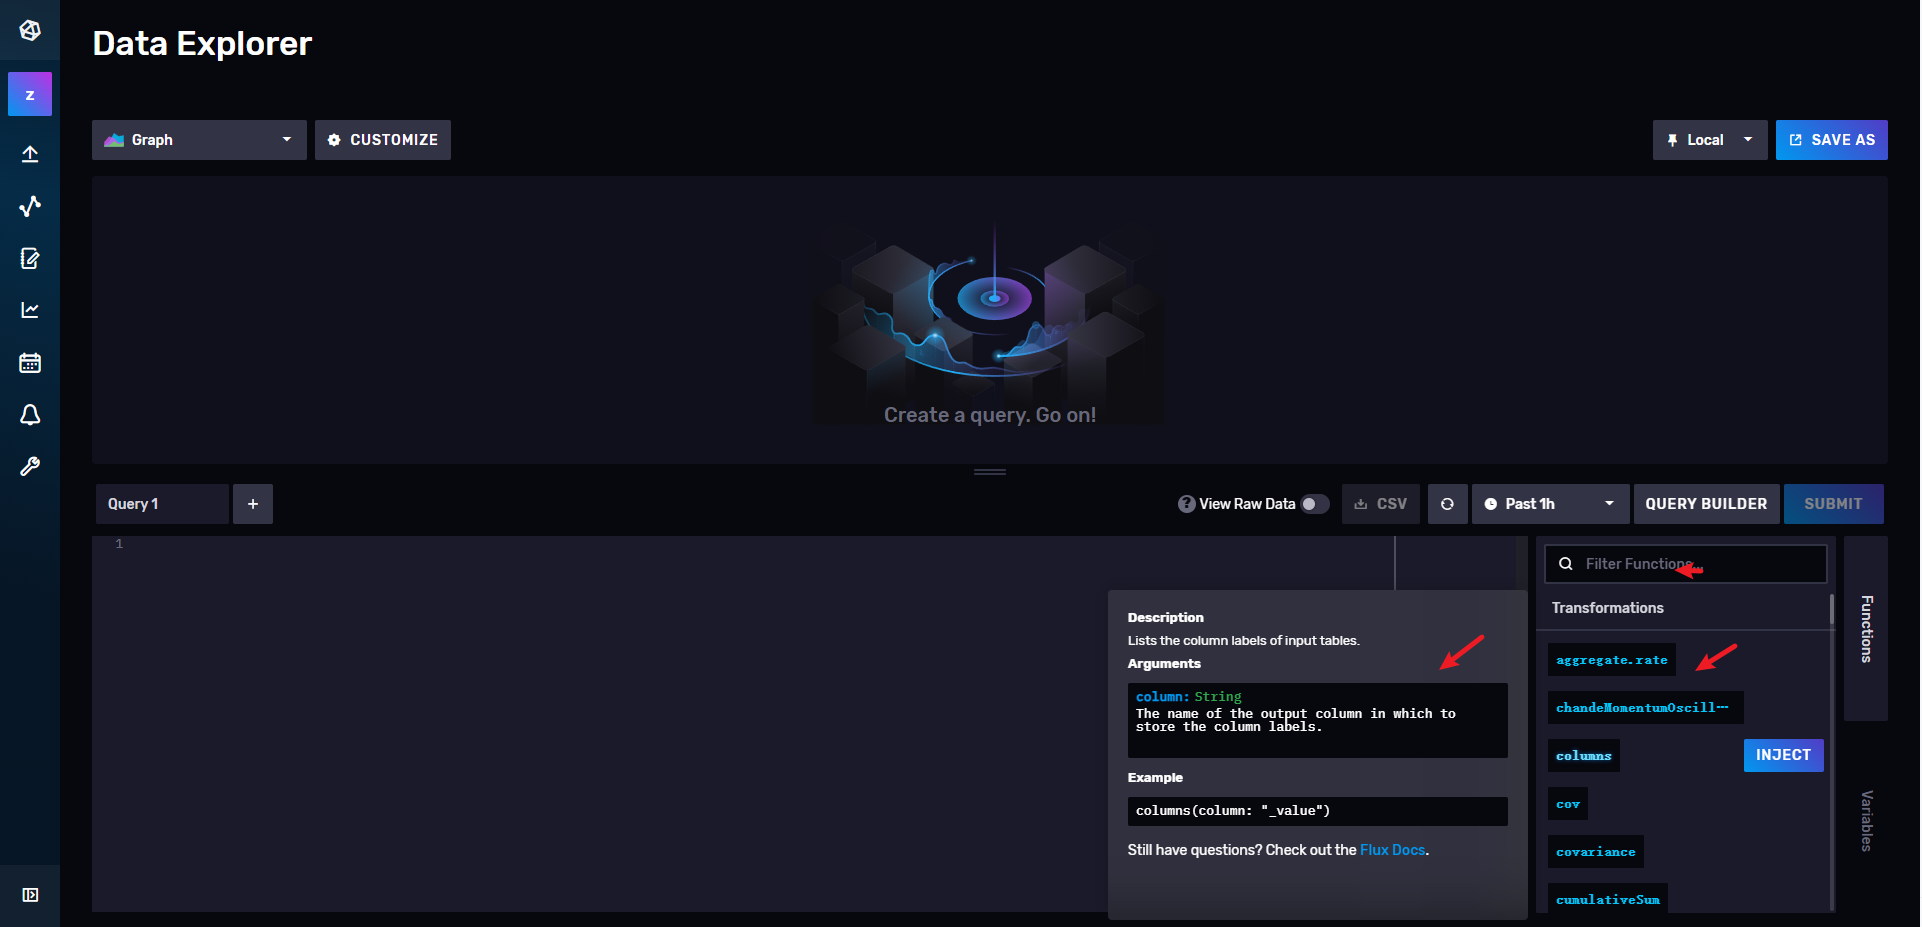 Data Explorer
z
Graph
CUSTOMIZE
Local
SAVE AS
Create a query. Go on!
Query 1
+
? View Raw Data
CSV
Past 1h
QUERY BUILDER
SUBMIT
1
Description
Lists the column labels of input tables.
Arguments
column: String
The name of the output column in which to
store the column labels.
Example
columns(column: "_value")
Still have questions? Check out the Flux Docs.
Filter Functions...
Transformations
aggregate.rate
chandeMomentumOscill…
columns
INJECT
cov
covariance
cumulativeSum
Functions
Variables